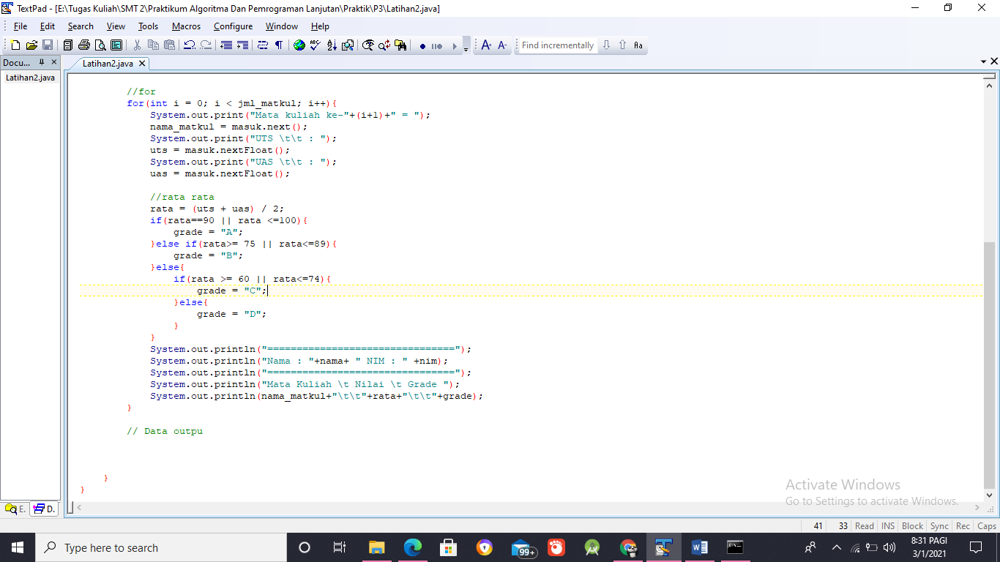 TextPad - [E:\Tugas Kuliah\SMT 2\Praktikum Algoritma Dan Pemrograman Lanjutan\Praktik\P3\Latihan2.java]
File Edit Search View Tools Macros Configure Window Help
Find incrementally Aa
Docu...
Latihan2.java
Latihan2.java
//for
for(int i = 0; i < jml_matkul; i++){
System.out.print("Mata kuliah ke-"+(i+1)+" = ");
nama_matkul = masuk.next();
System.out.print("UTS \t\t : ");
uts = masuk.nextFloat();
System.out.print("UAS \t\t : ");
uas = masuk.nextFloat();
//rata rata
rata = (uts + uas) / 2;
if(rata==90 || rata <=100){
grade = "A";
}else if(rata>= 75 || rata<=89){
grade = "B";
}else{
if(rata >= 60 || rata<=74){
grade = "C";
}else{
grade = "D";
}
}
System.out.println("================================");
System.out.println("Nama : "+nama+ " NIM : " +nim);
System.out.println("================================");
System.out.println("Mata Kuliah \t Nilai \t Grade ");
System.out.println(nama_matkul+"\t\t"+rata+"\t\t"+grade);
}
// Data outpu
}
}
Activate Windows
Go to Settings to activate Windows.
E. D.
41 33 Read INS Block Sync Rec Caps
Type here to search
99+
8:31 PAGI
3/1/2021